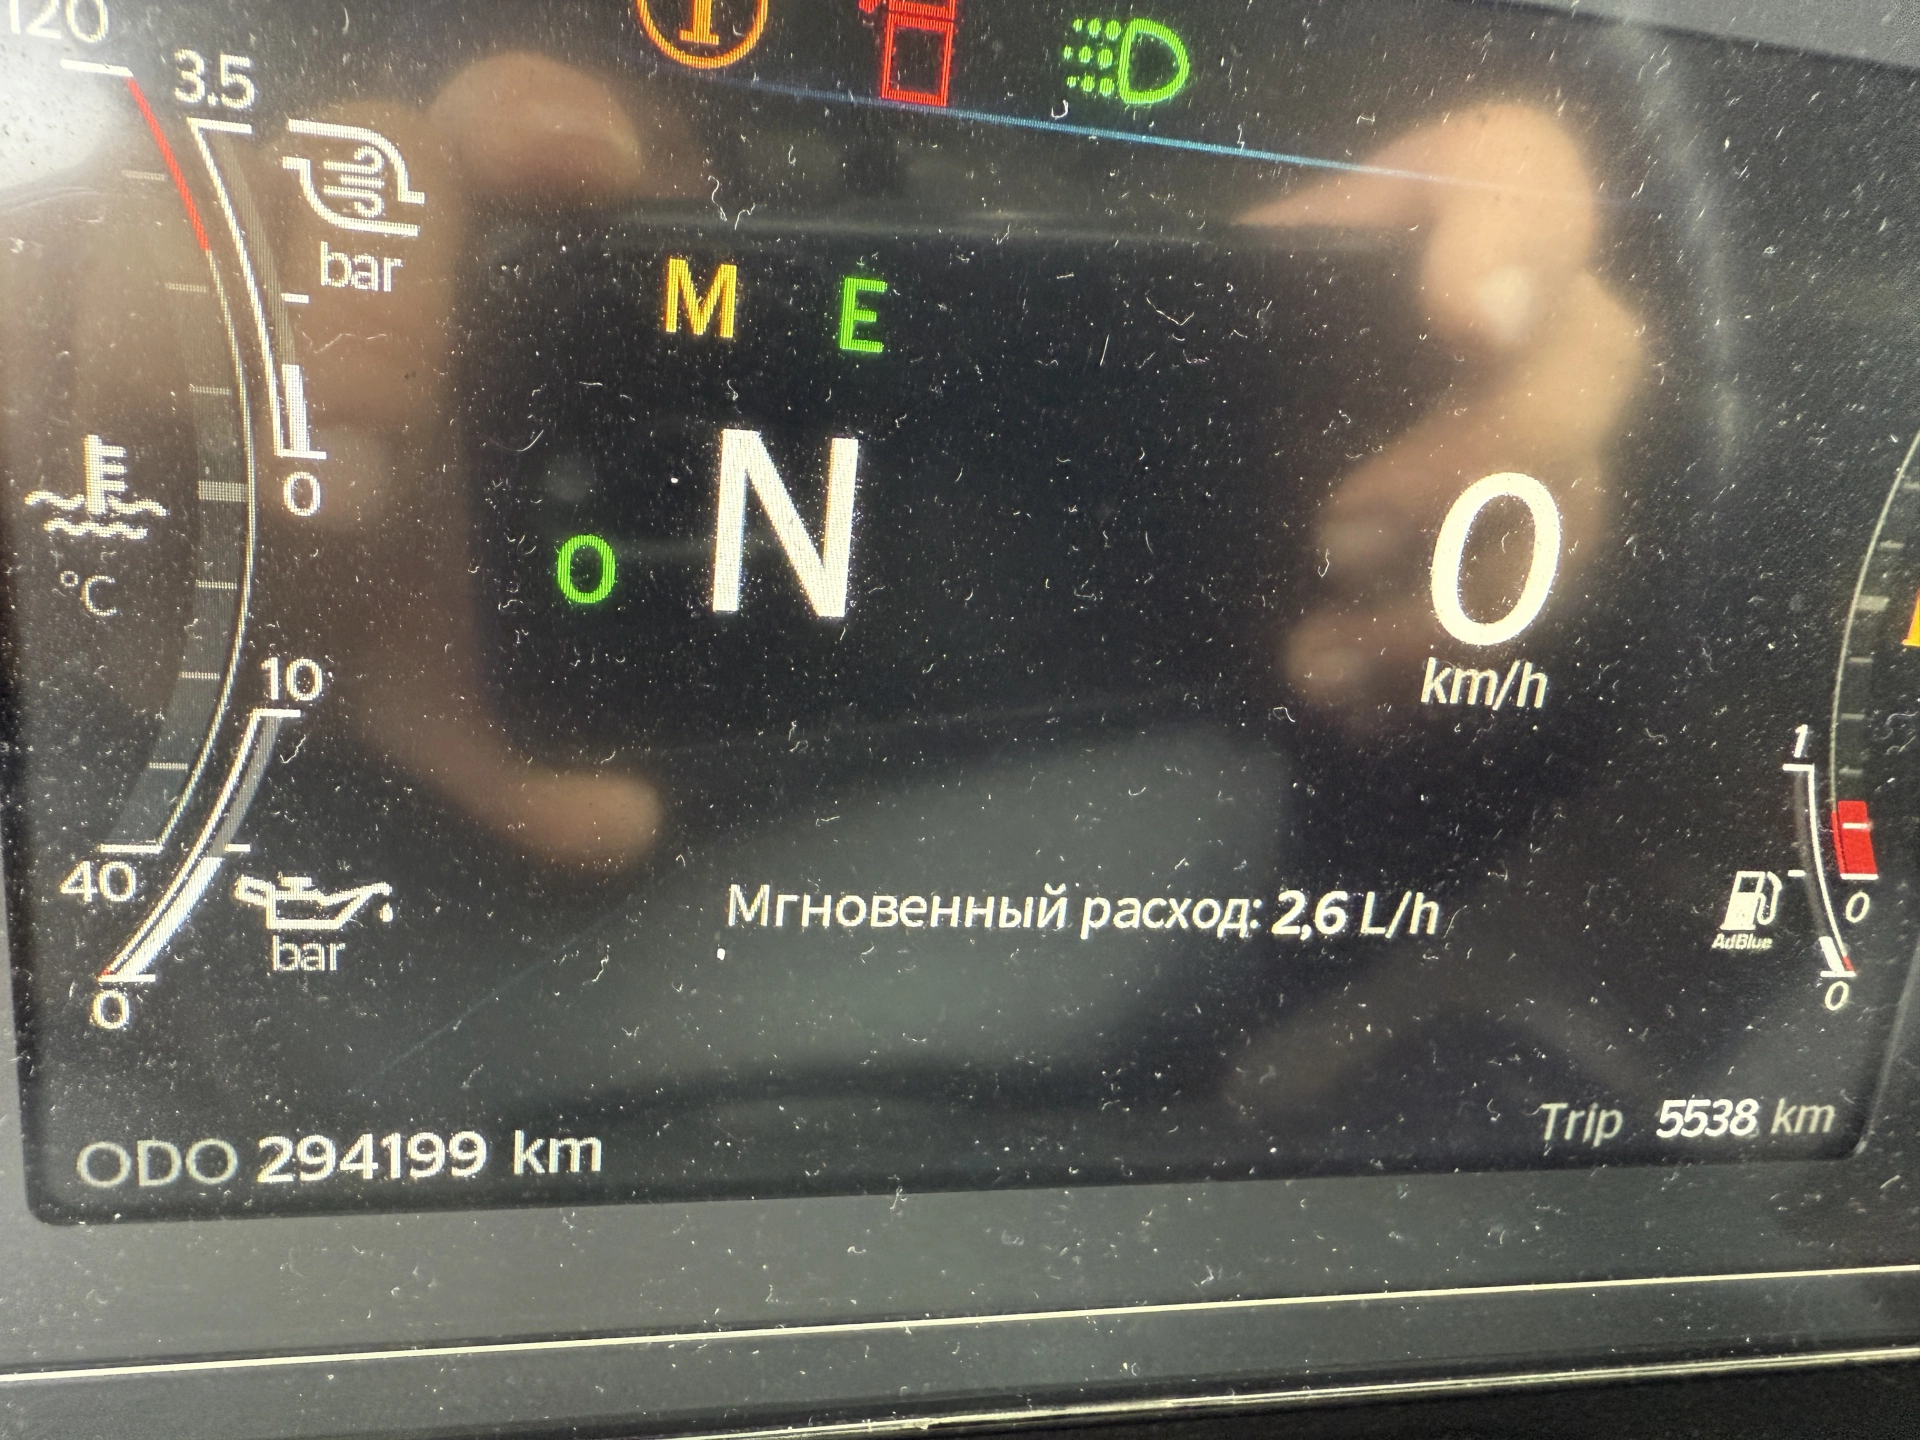 120
3.5
bar
0
M E
N
O
0
km/h
°C
10
40
bar
0
Мгновенный расход: 2,6 L/h
1
0
AdBlue
0
ODO 294199 km
Trip 5538 km